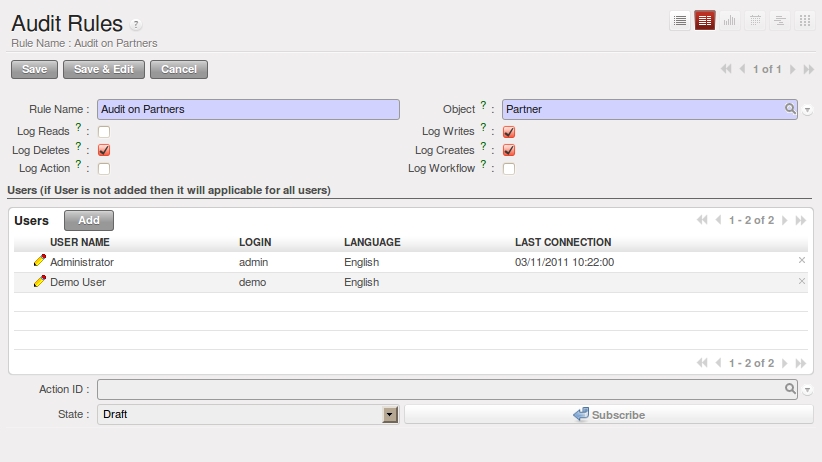 Audit Rules ?
Rule Name : Audit on Partners
Save Save & Edit Cancel 1 of 1
Rule Name : Audit on Partners Object ? : Partner
Log Reads ? : Log Writes ? :
Log Deletes ? : Log Creates ? :
Log Action ? : Log Workflow ? :
Users (if User is not added then it will applicable for all users)
Users Add 1 - 2 of 2
USER NAME LOGIN LANGUAGE LAST CONNECTION
Administrator admin English 03/11/2011 10:22:00
Demo User demo English
1 - 2 of 2
Action ID :
State : Draft Subscribe